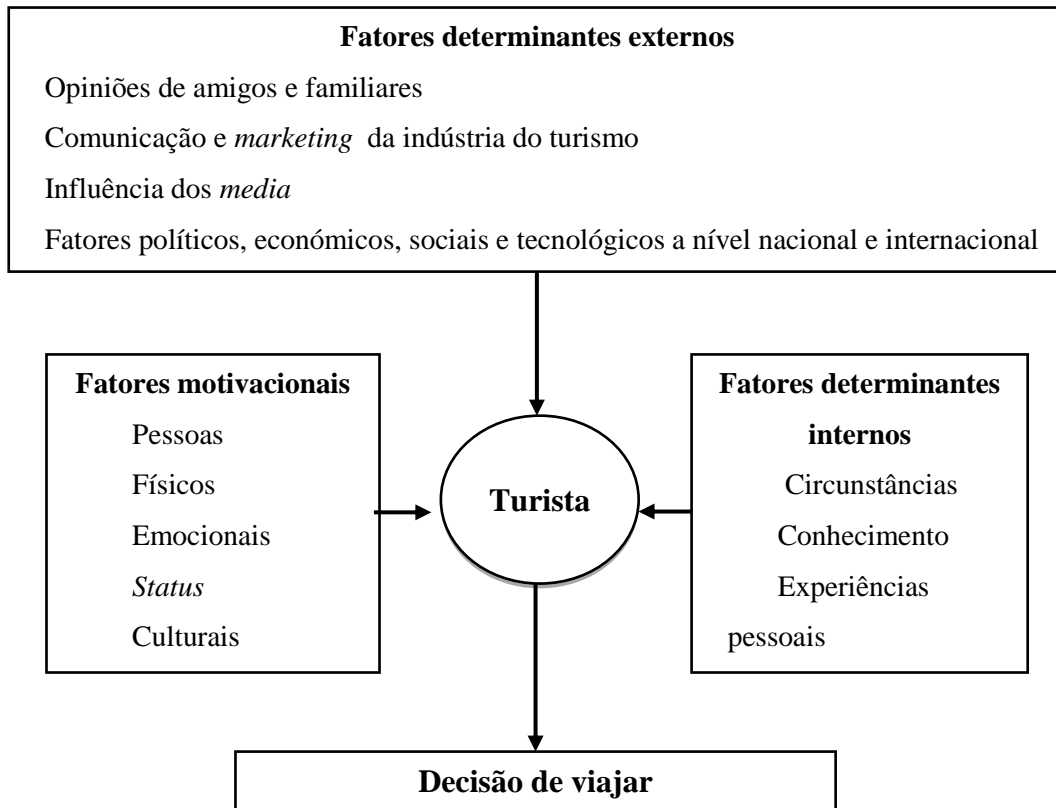 Fatores determinantes externos
Opiniões de amigos e familiares
Comunicação e marketing da indústria do turismo
Influência dos media
Fatores políticos, económicos, sociais e tecnológicos a nível nacional e internacional
Fatores motivacionais
Pessoas
Físicos
Emocionais
Status
Culturais
Turista
Fatores determinantes
internos
Circunstâncias
Conhecimento
Experiências
pessoais
Decisão de viajar